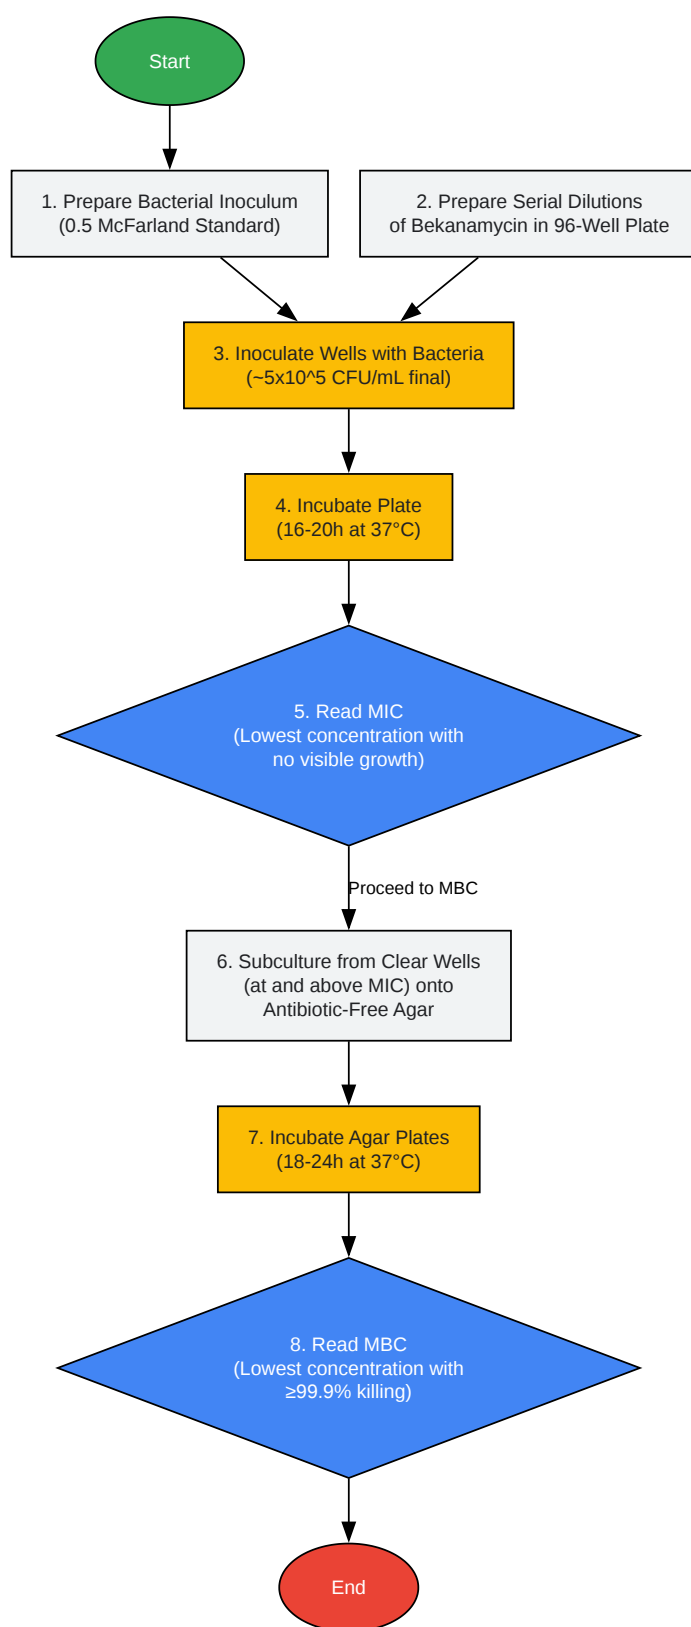 Start
1. Prepare Bacterial Inoculum
(0.5 McFarland Standard)
2. Prepare Serial Dilutions
of Bekanamycin in 96-Well Plate
3. Inoculate Wells with Bacteria
(~5x10^5 CFU/mL final)
4. Incubate Plate
(16-20h at 37°C)
5. Read MIC
(Lowest concentration with
no visible growth)
Proceed to MBC
6. Subculture from Clear Wells
(at and above MIC) onto
Antibiotic-Free Agar
7. Incubate Agar Plates
(18-24h at 37°C)
8. Read MBC
(Lowest concentration with
≥99.9% killing)
End